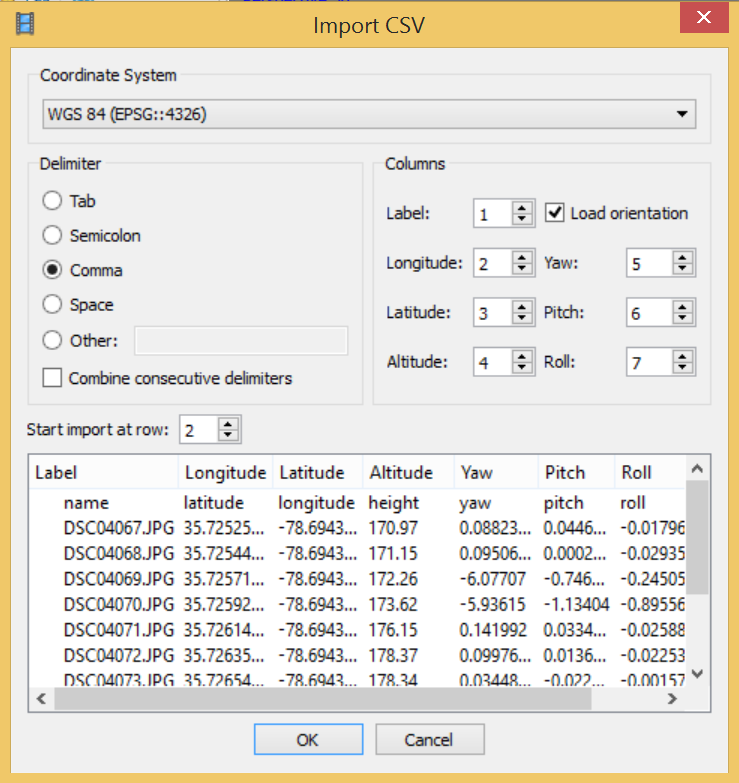 Import CSV
Coordinate System
WGS 84 (EPSG::4326)
Delimiter
Tab
Semicolon
Comma
Space
Other:
Combine consecutive delimiters
Columns
Label: 1 Load orientation
Longitude: 2 Yaw: 5
Latitude: 3 Pitch: 6
Altitude: 4 Roll: 7
Start import at row: 2
Label Longitude Latitude Altitude Yaw Pitch Roll
name latitude longitude height yaw pitch roll
DSC04067.JPG 35.72525... -78.6943... 170.97 0.08823... 0.0446... -0.01796
DSC04068.JPG 35.72544... -78.6943... 171.15 0.09506... 0.0002... -0.02935
DSC04069.JPG 35.72571... -78.6943... 172.26 -6.07707 -0.746... -0.24505
DSC04070.JPG 35.72592... -78.6943... 173.62 -5.93615 -1.13404 -0.89556
DSC04071.JPG 35.72614... -78.6943... 176.15 0.141992 0.0334... -0.02588
DSC04072.JPG 35.72635... -78.6943... 178.37 0.09976... 0.0136... -0.02253
DSC04073.JPG 35.72654... -78.6943... 178.34 0.03448... -0.022... -0.00157
OK Cancel